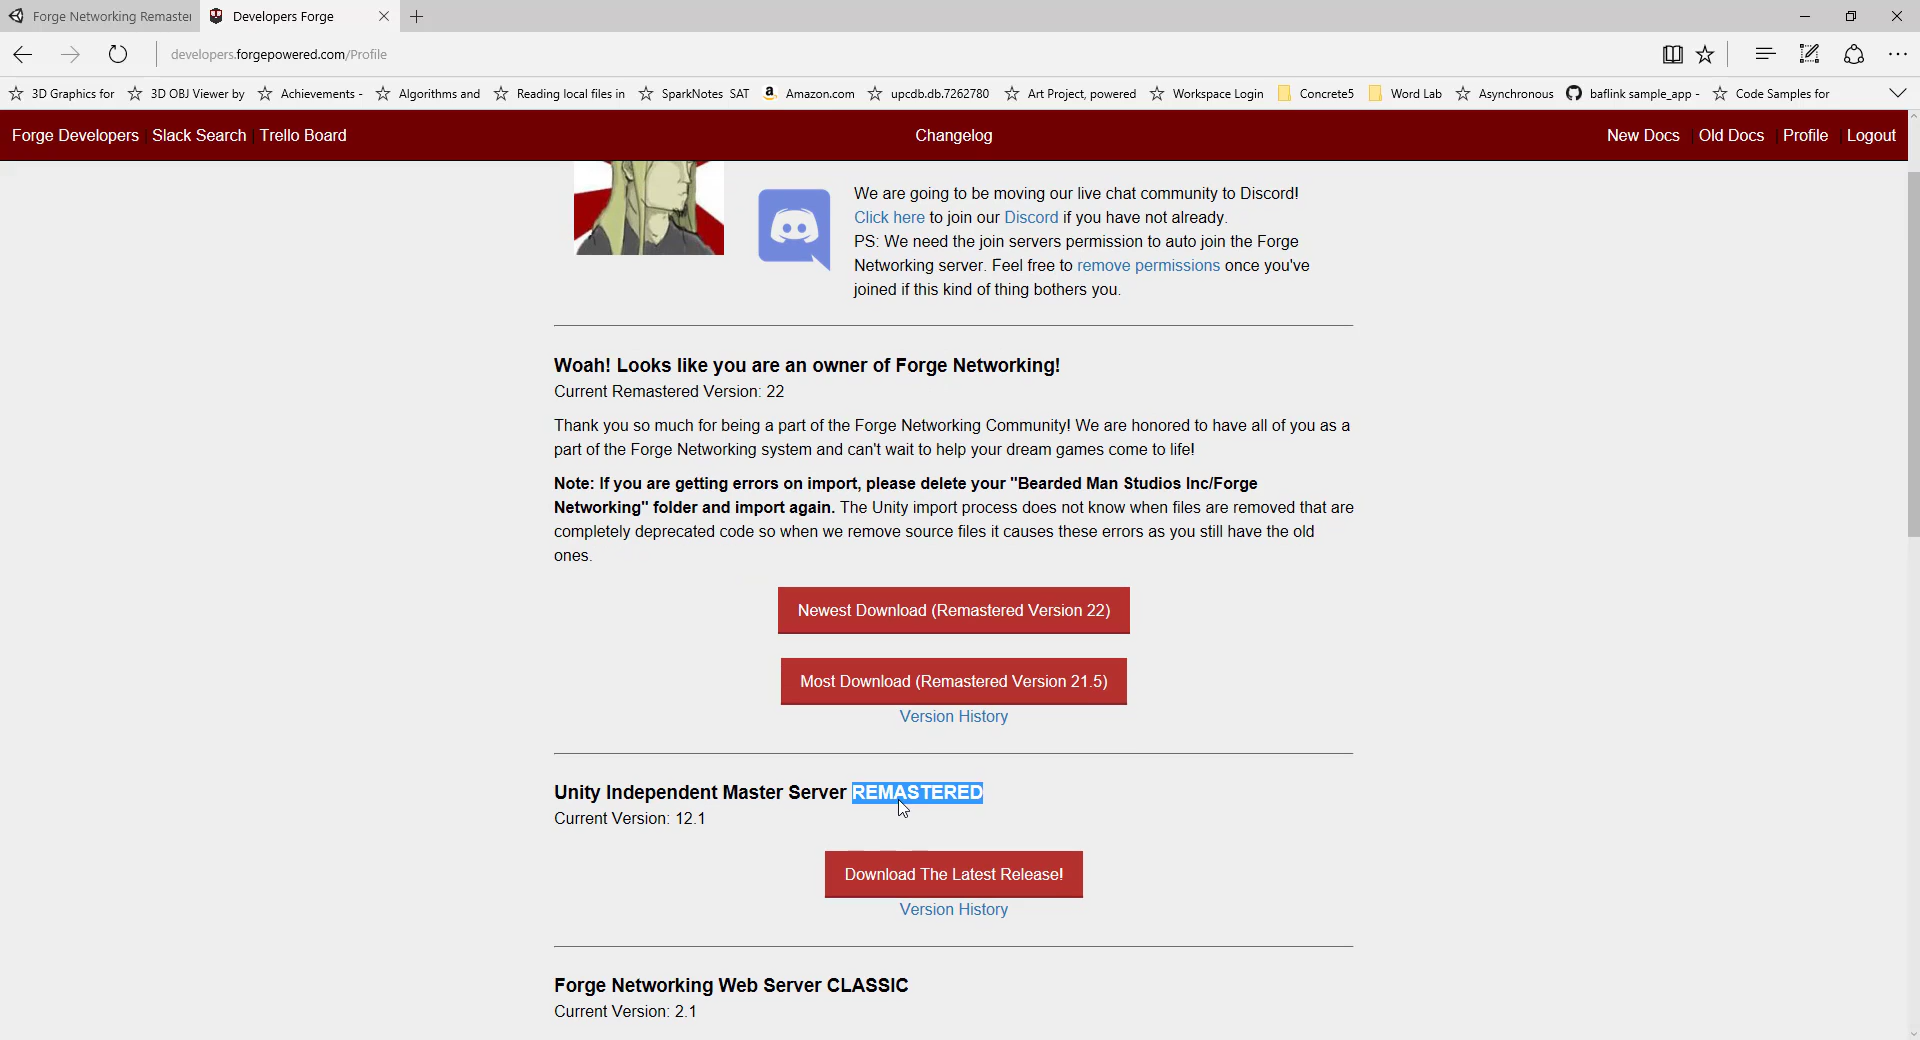 Forge Networking Remaster
Developers Forge
developers.forgepowered.com/Profile
3D Graphics for
3D OBJ Viewer by
Achievements -
Algorithms and
Reading local files in
SparkNotes SAT
Amazon.com
upcdb.db.7262780
Art Project, powered
Workspace Login
Concrete5
Word Lab
Asynchronous
baflink sample_app -
Code Samples for
Forge Developers Slack Search Trello Board
Changelog
New Docs Old Docs Profile Logout
We are going to be moving our live chat community to Discord!
Click here to join our Discord if you have not already.
PS: We need the join servers permission to auto join the Forge
Networking server. Feel free to remove permissions once you've
joined if this kind of thing bothers you.
Woah! Looks like you are an owner of Forge Networking!
Current Remastered Version: 22
Thank you so much for being a part of the Forge Networking Community! We are honored to have all of you as a
part of the Forge Networking system and can't wait to help your dream games come to life!
Note: If you are getting errors on import, please delete your "Bearded Man Studios Inc/Forge
Networking" folder and import again. The Unity import process does not know when files are removed that are
completely deprecated code so when we remove source files it causes these errors as you still have the old
ones.
Newest Download (Remastered Version 22)
Most Download (Remastered Version 21.5)
Version History
Unity Independent Master Server REMASTERED
Current Version: 12.1
Download The Latest Release!
Version History
Forge Networking Web Server CLASSIC
Current Version: 2.1